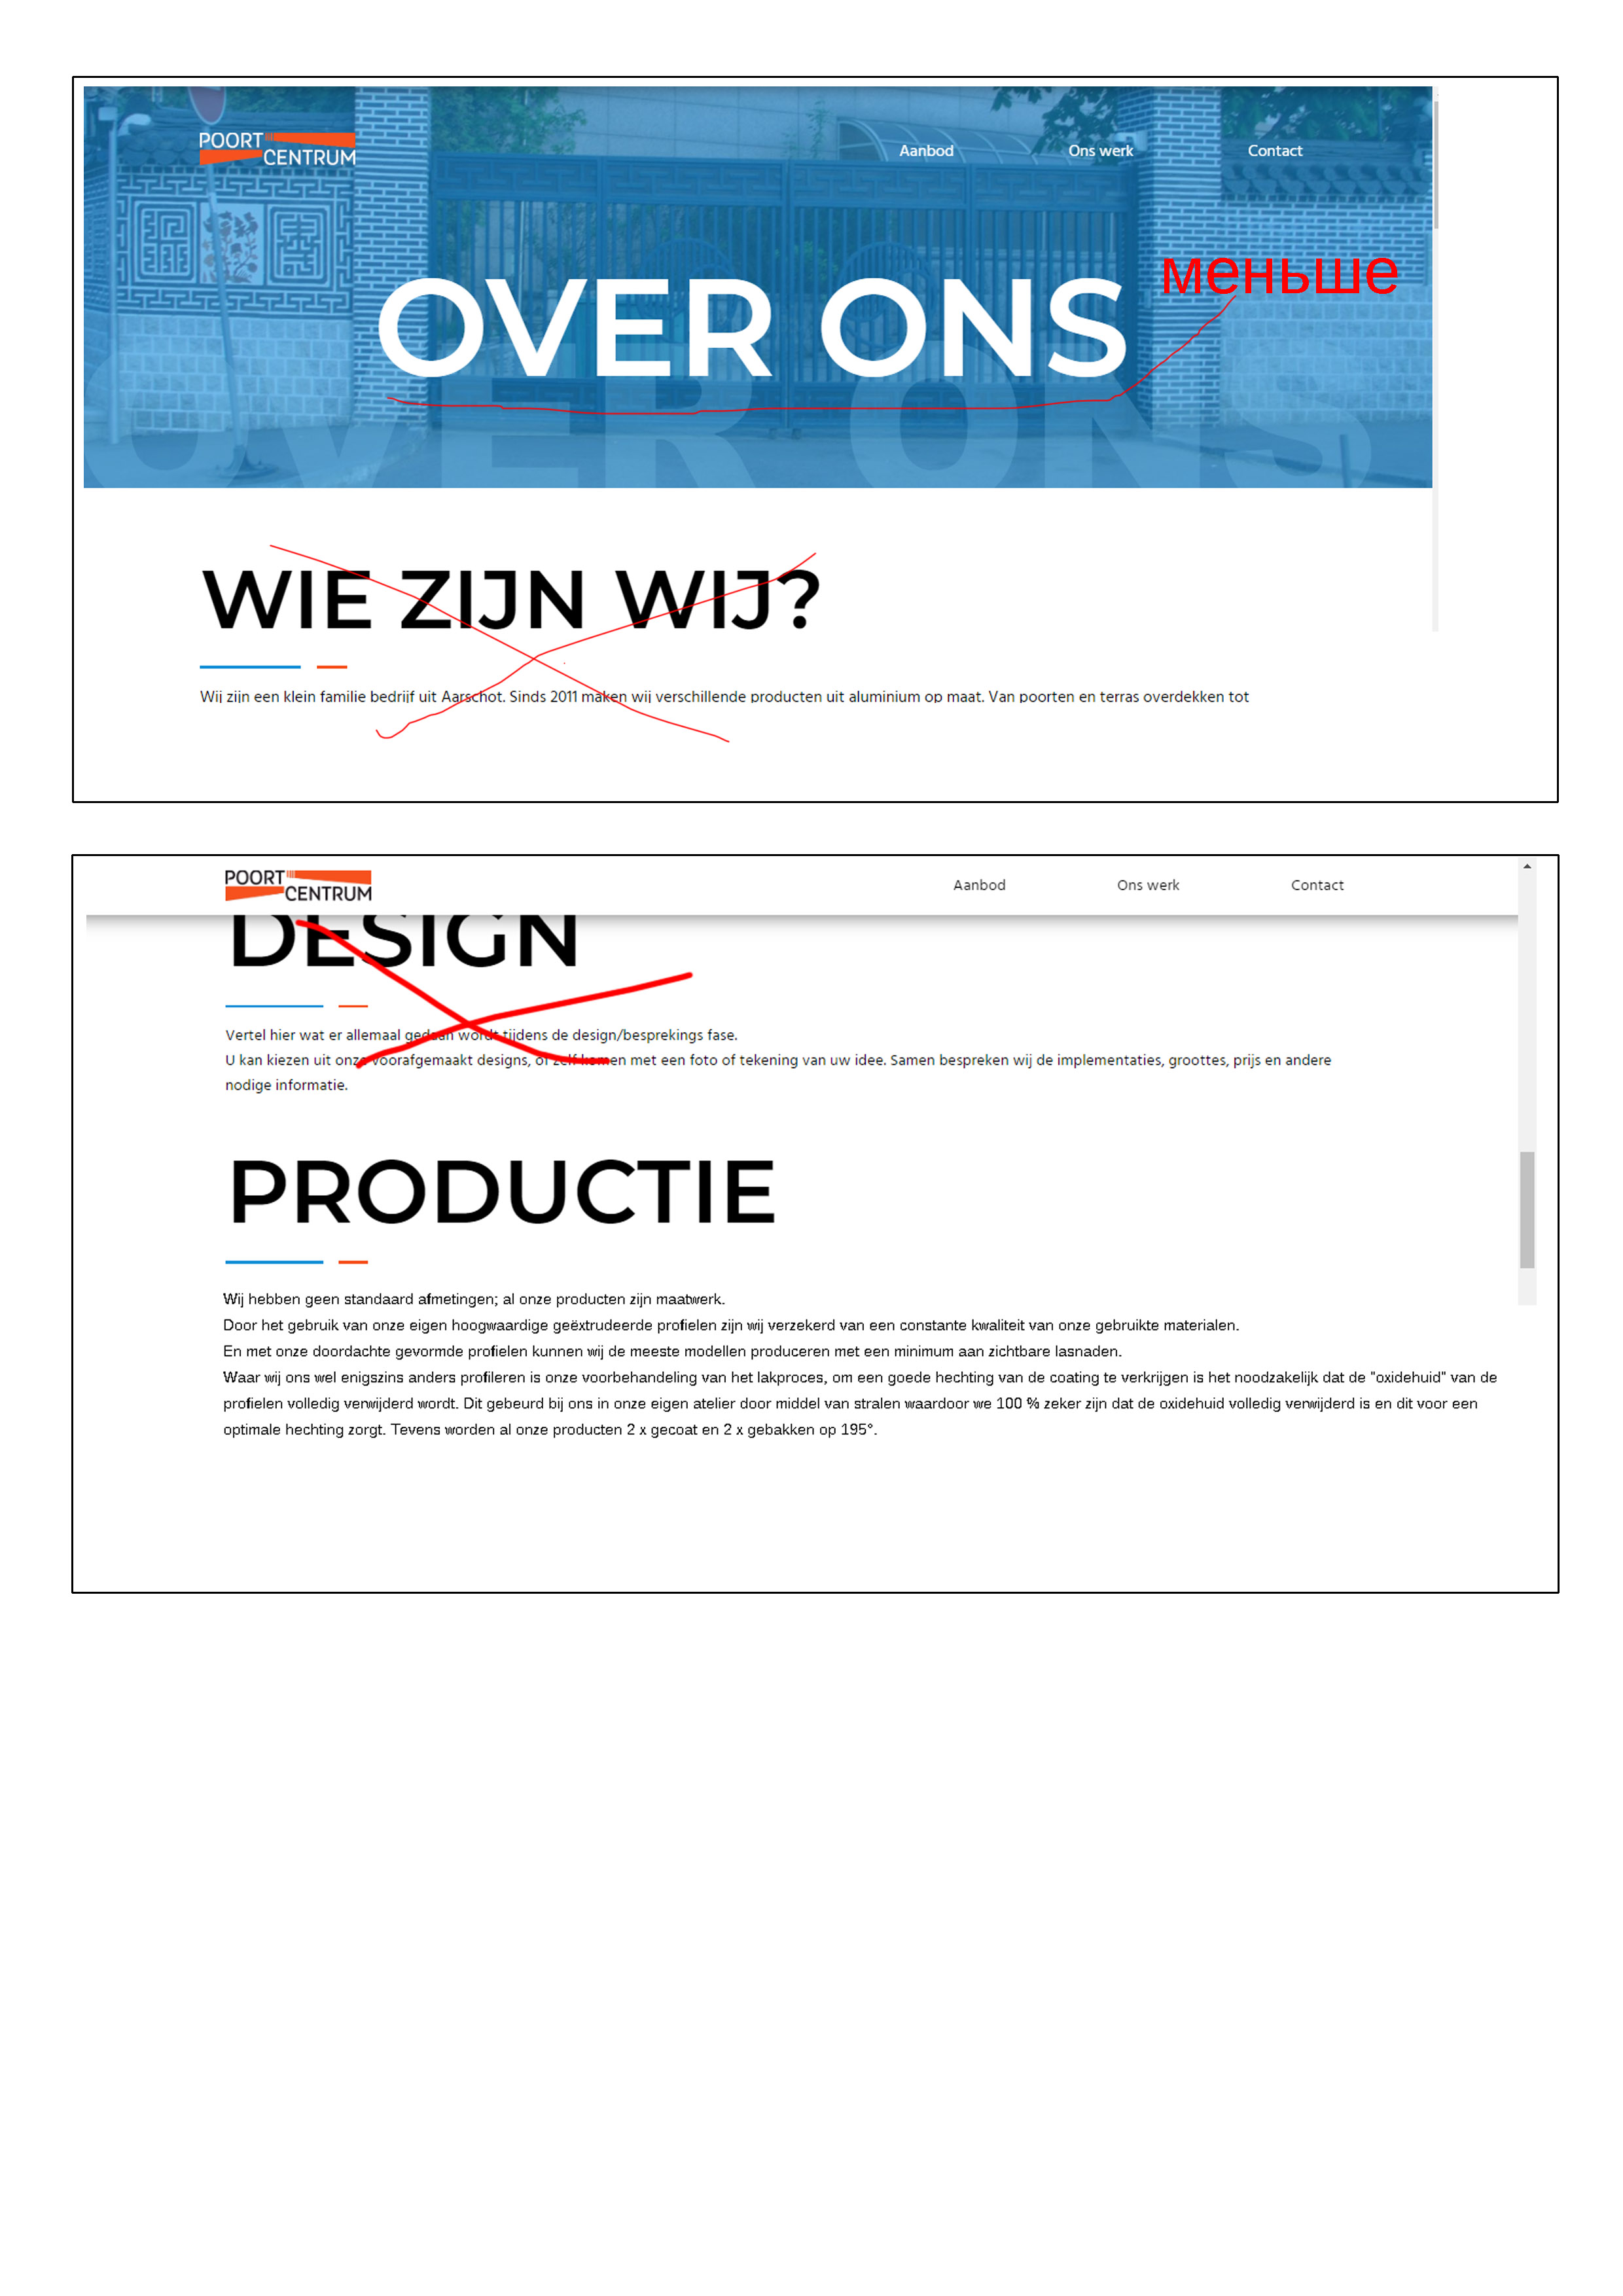 POORT
CENTRUM
Aanbod Ons werk Contact
меньше
OVER ONS
OVER ONS
WIE ZIJN WIJ?
Wij zijn een klein familie bedrijf uit Aarschot. Sinds 2011 maken wij verschillende producten uit aluminium op maat. Van poorten en terras overdekken tot
POORT
CENTRUM
Aanbod Ons werk Contact
DESIGN
Vertel hier wat er allemaal gedaan wordt tijdens de design/besprekings fase.
U kan kiezen uit onze voorafgemaakt designs, of zelf komen met een foto of tekening van uw idee. Samen bespreken wij de implementaties, groottes, prijs en andere
nodige informatie.
PRODUCTIE
Wij hebben geen standaard afmetingen; al onze producten zijn maatwerk.
Door het gebruik van onze eigen hoogwaardige geëxtrudeerde profielen zijn wij verzekerd van een constante kwaliteit van onze gebruikte materialen.
En met onze doordachte gevormde profielen kunnen wij de meeste modellen produceren met een minimum aan zichtbare lasnaden.
Waar wij ons wel enigszins anders profileren is onze voorbehandeling van het lakproces, om een goede hechting van de coating te verkrijgen is het noodzakelijk dat de "oxidehuid" van de
profielen volledig verwijderd wordt. Dit gebeurd bij ons in onze eigen atelier door middel van stralen waardoor we 100 % zeker zijn dat de oxidehuid volledig verwijderd is en dit voor een
optimale hechting zorgt. Tevens worden al onze producten 2 x gecoat en 2 x gebakken op 195°.